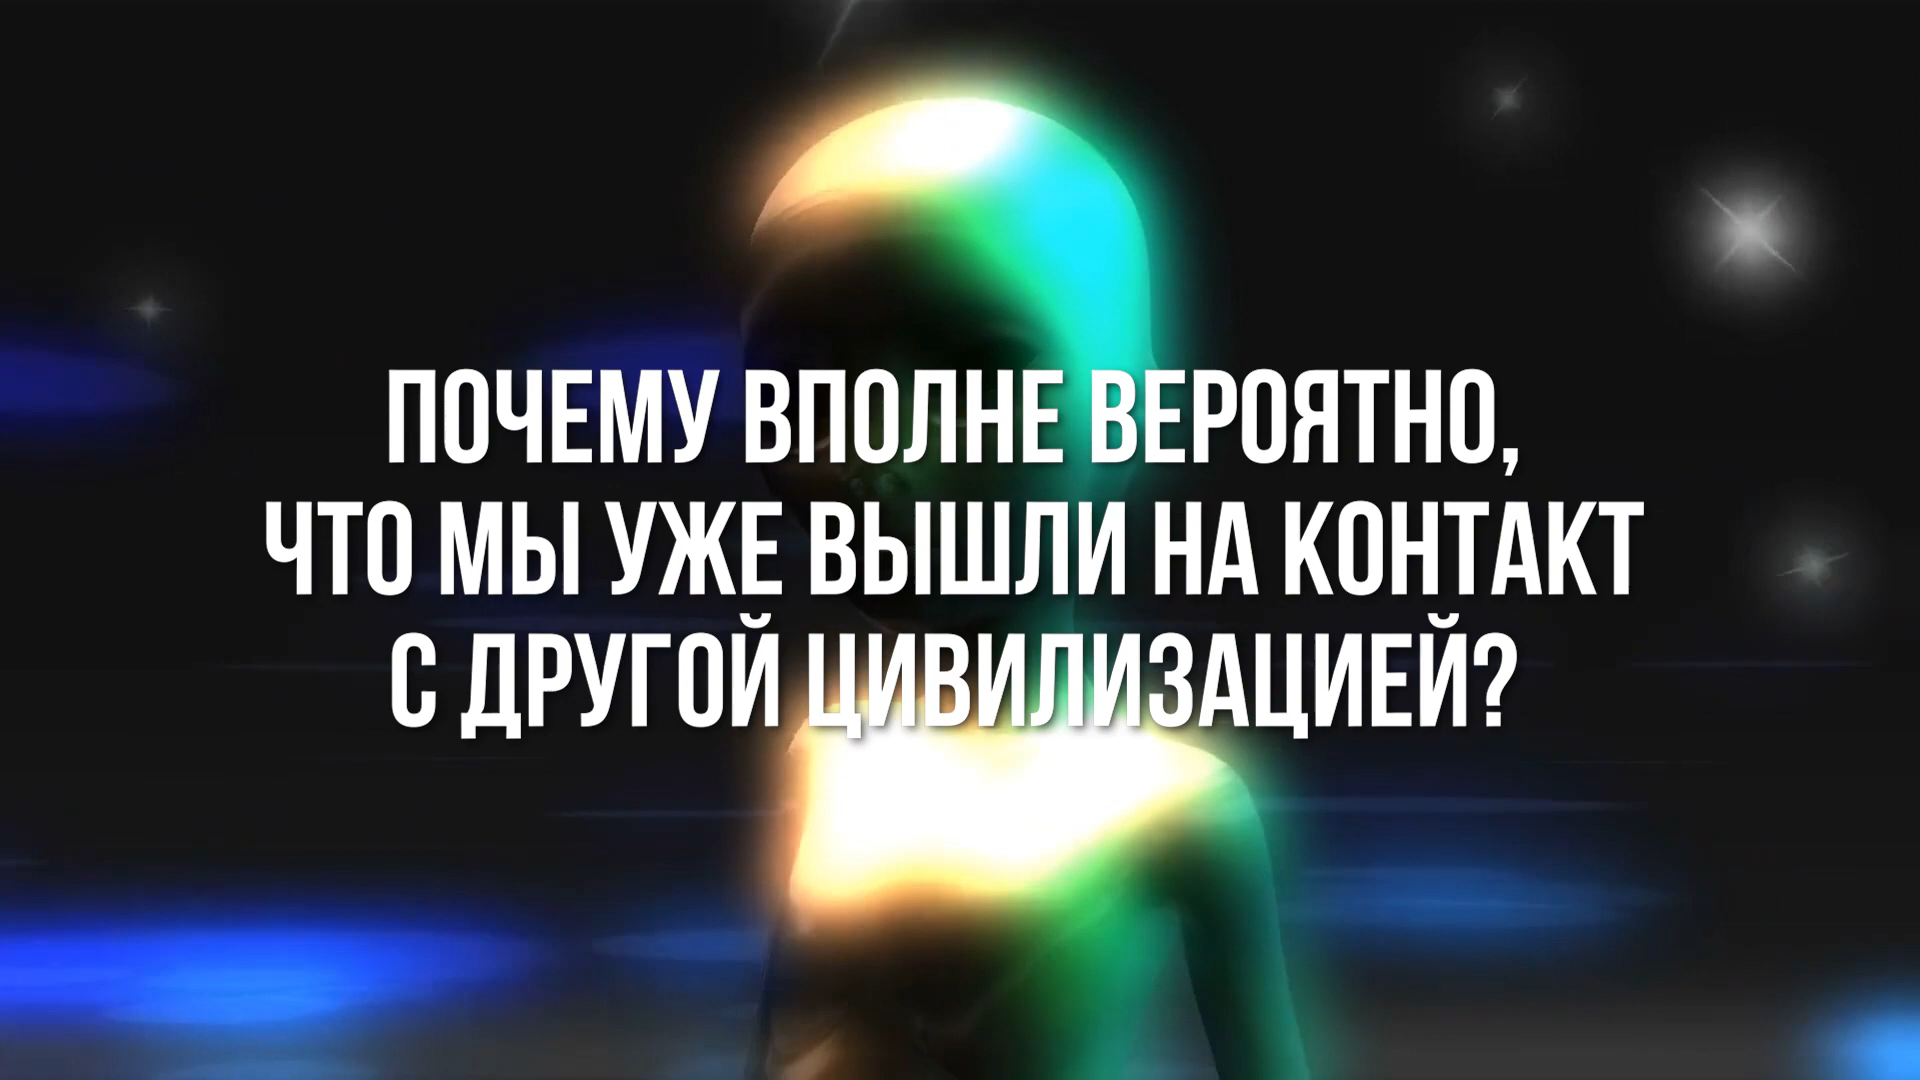 ПОЧЕМУ ВПОЛНЕ ВЕРОЯТНО,
ЧТО МЫ УЖЕ ВЫШЛИ НА КОНТАКТ
С ДРУГОЙ ЦИВИЛИЗАЦИЕЙ?